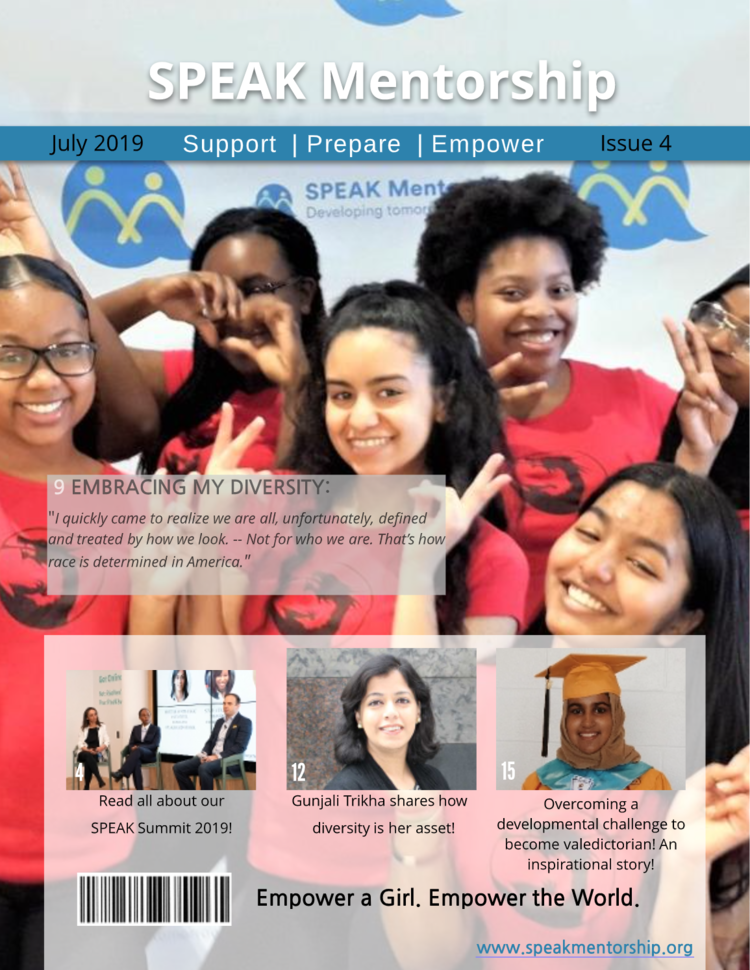 SPEAK Mentorship
July 2019 Support | Prepare | Empower Issue 4
SPEAK Ment
Developing tomor
9 EMBRACING MY DIVERSITY:
"I quickly came to realize we are all, unfortunately, defined
and treated by how we look. -- Not for who we are. That's how
race is determined in America."
4
12
15
Read all about our
SPEAK Summit 2019!
Gunjali Trikha shares how
diversity is her asset!
Overcoming a
developmental challenge to
become valedictorian! An
inspirational story!
Empower a Girl. Empower the World.
www.speakmentorship.org